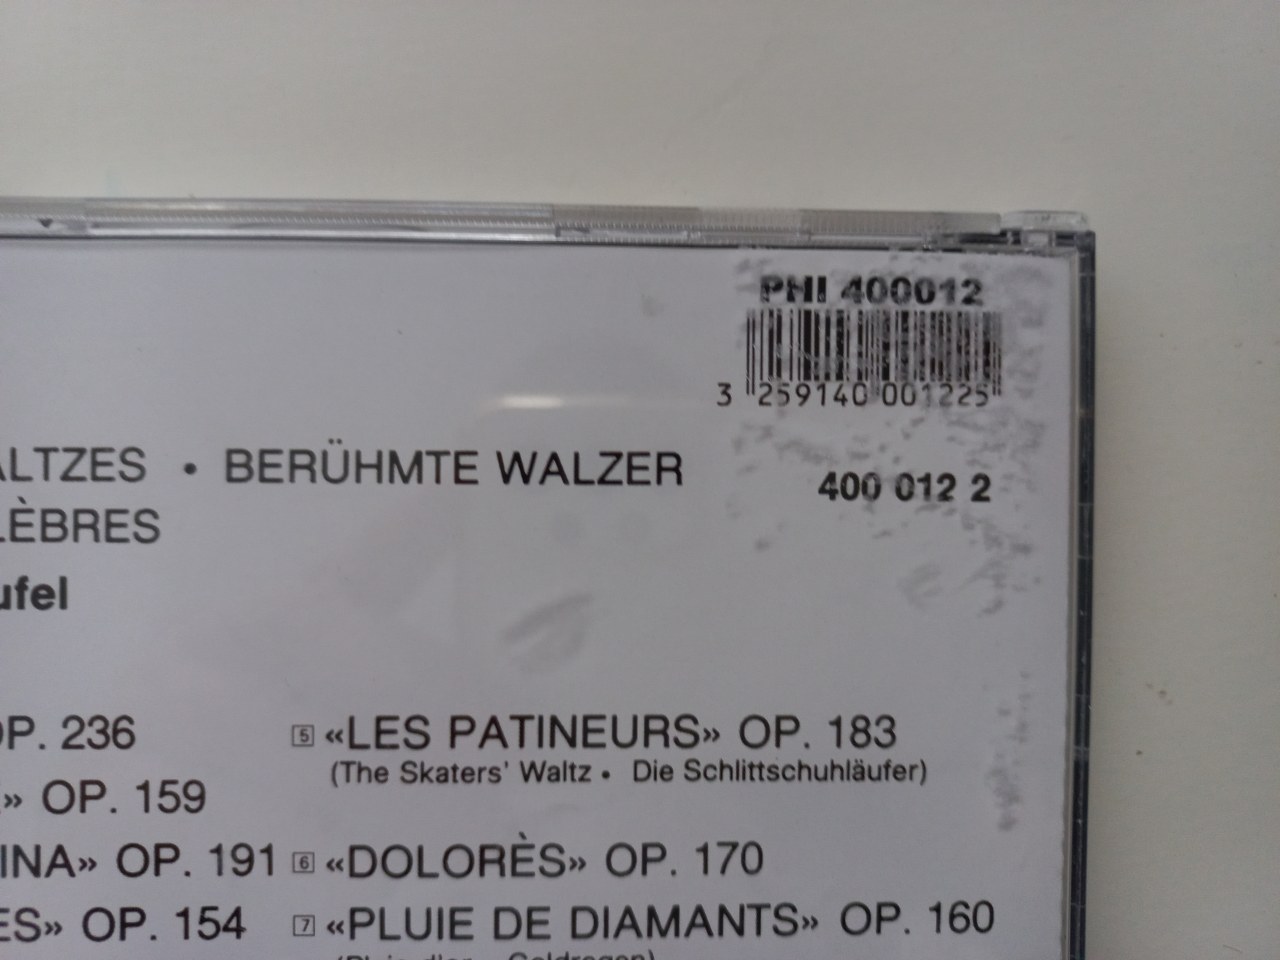 PHI 400012
3 259140 001225
ALTZES • BERÜHMTE WALZER
400 012 2
LÈBRES
ufel
OP. 236
5 «LES PATINEURS» OP. 183
(The Skaters' Waltz • Die Schlittschuhläufer)
» OP. 159
INA» OP. 191
6 «DOLORÈS» OP. 170
ES» OP. 154
7 «PLUIE DE DIAMANTS» OP. 160